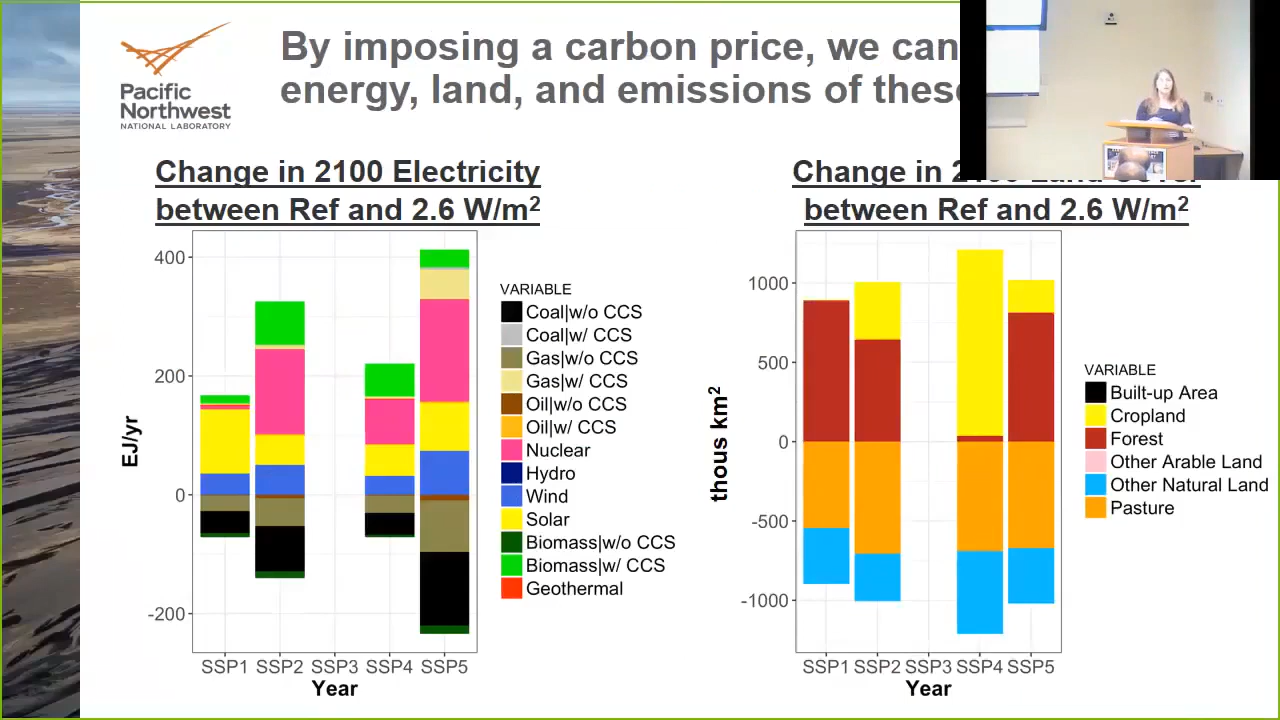 Pacific
Northwest
NATIONAL LABORATORY
By imposing a carbon price, we can
energy, land, and emissions of these
Change in 2100 Electricity
between Ref and 2.6 W/m²
400
200
0
-200
EJ/yr
SSP1 SSP2 SSP3 SSP4 SSP5
Year
VARIABLE
Coal|w/o CCS
Coal|w/ CCS
Gas|w/o CCS
Gas|w/ CCS
Oil|w/o CCS
Oil|w/ CCS
Nuclear
Hydro
Wind
Solar
Biomass|w/o CCS
Biomass|w/ CCS
Geothermal
Change in
between Ref and 2.6 W/m²
1000
500
0
-500
-1000
thous km²
SSP1 SSP2 SSP3 SSP4 SSP5
Year
VARIABLE
Built-up Area
Cropland
Forest
Other Arable Land
Other Natural Land
Pasture